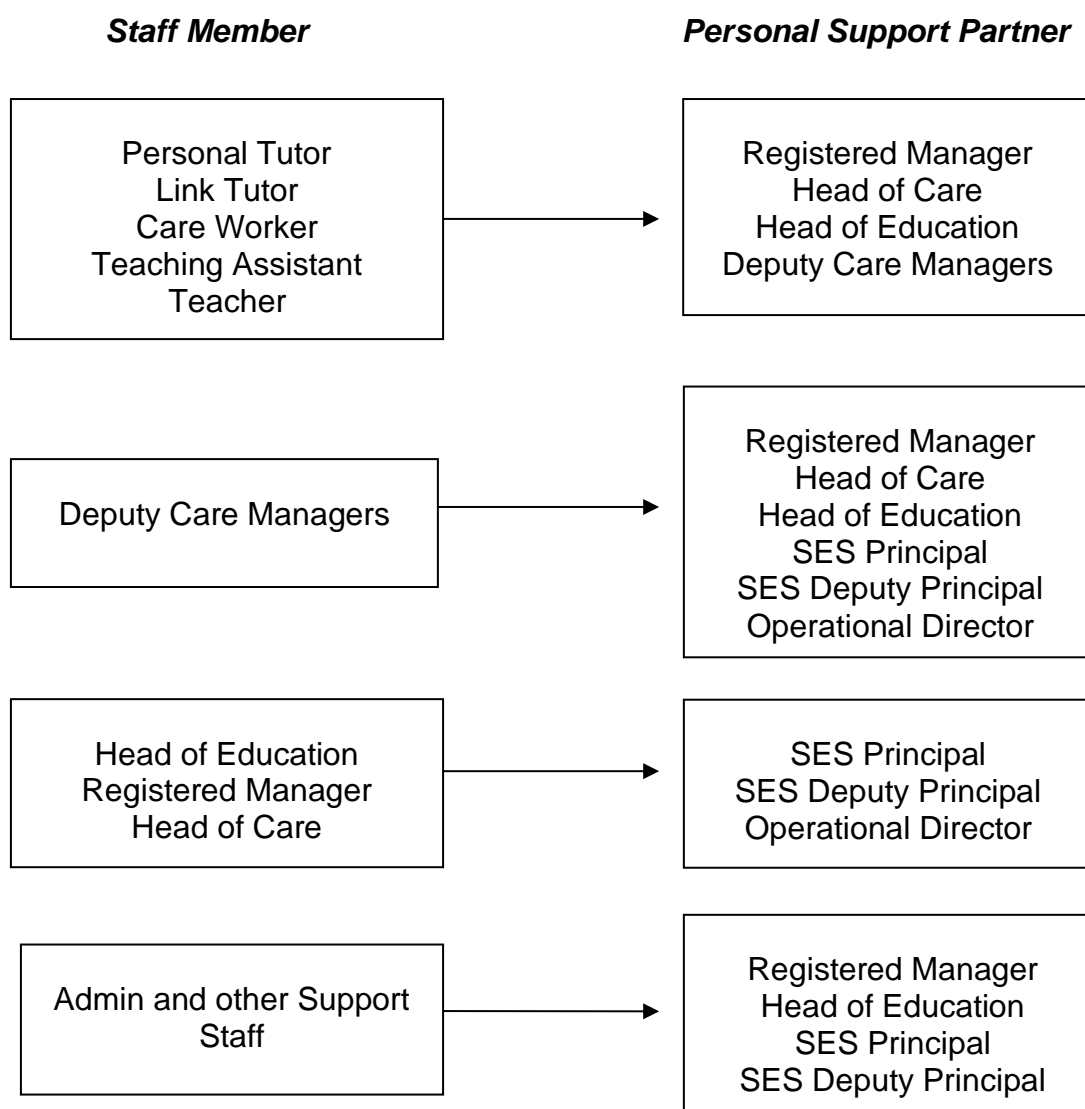 Staff Member
Personal Support Partner
Personal Tutor
Link Tutor
Care Worker
Teaching Assistant
Teacher
Registered Manager
Head of Care
Head of Education
Deputy Care Managers
Deputy Care Managers
Registered Manager
Head of Care
Head of Education
SES Principal
SES Deputy Principal
Operational Director
Head of Education
Registered Manager
Head of Care
SES Principal
SES Deputy Principal
Operational Director
Admin and other Support
Staff
Registered Manager
Head of Education
SES Principal
SES Deputy Principal